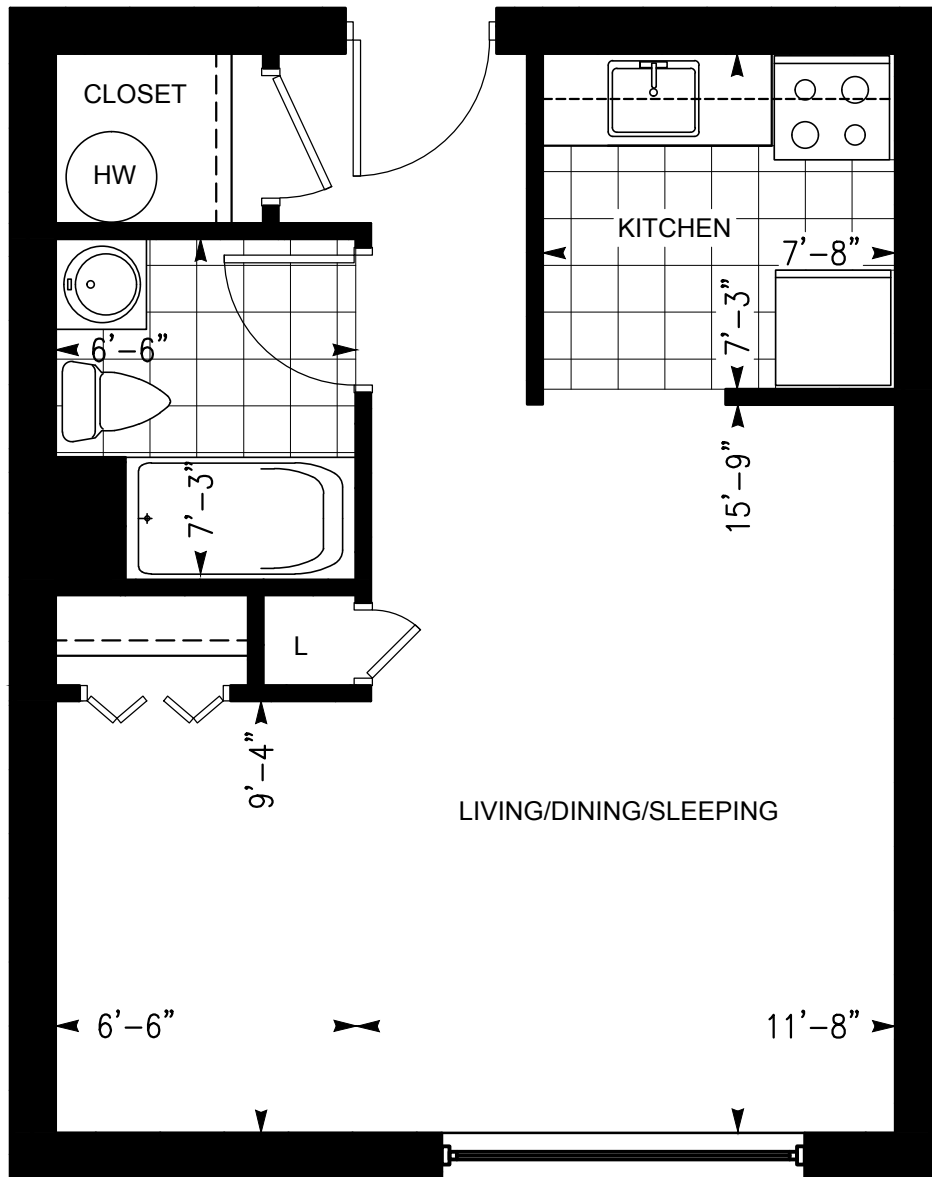 CLOSET
HW
KITCHEN
7’-8”
7’-3”
6’-6”
7’-3”
15’-9”
L
9’-4”
LIVING/DINING/SLEEPING
6’-6”
11’-8”